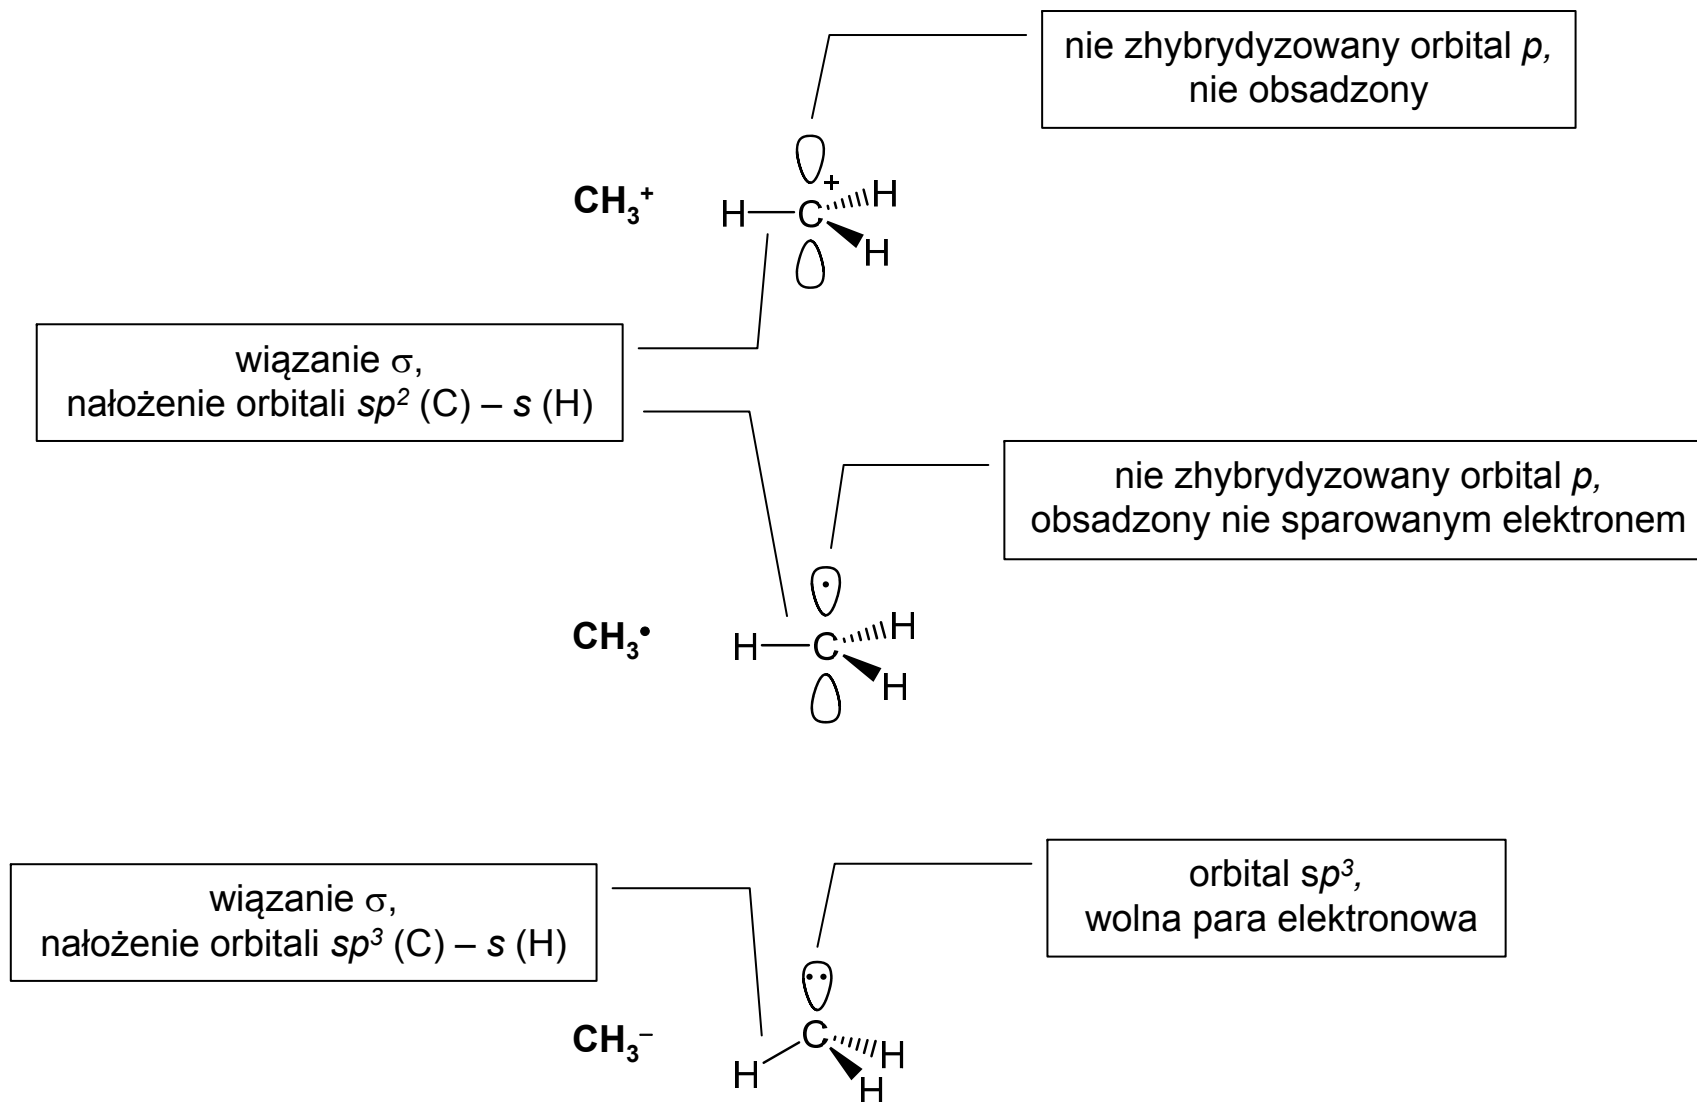 nie zhybrydyzowany orbital p,
nie obsadzony
CH₃⁺
+
H C H
H
wiązanie σ,
nałożenie orbitali sp² (C) – s (H)
nie zhybrydyzowany orbital p,
obsadzony nie sparowanym elektronem
CH₃•
H C H
H
wiązanie σ,
nałożenie orbitali sp³ (C) – s (H)
orbital sp³,
wolna para elektronowa
CH₃⁻
C
H H
H